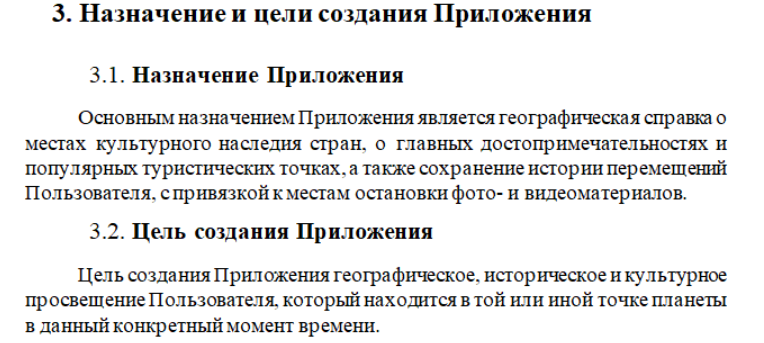 3. Назначение и цели создания Приложения
3.1. Назначение Приложения
Основным назначением Приложения является географическая справка о
местах культурного наследия стран, о главных достопримечательностях и
популярных туристических точках, а также сохранение истории перемещений
Пользователя, с привязкой к местам остановки фото- и видеоматериалов.
3.2. Цель создания Приложения
Цель создания Приложения географическое, историческое и культурное
просвещение Пользователя, который находится в той или иной точке планеты
в данный конкретный момент времени.